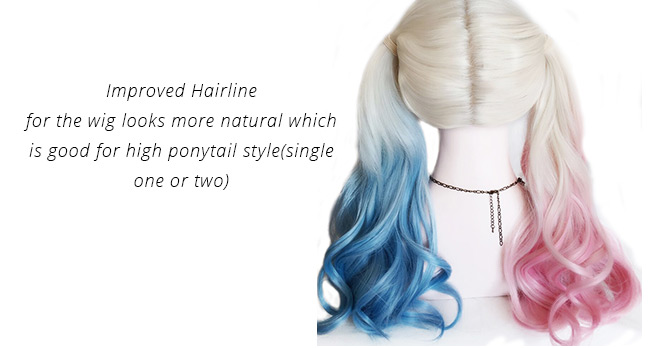 Improved Hairline
for the wig looks more natural which
is good for high ponytail style(single
one or two)